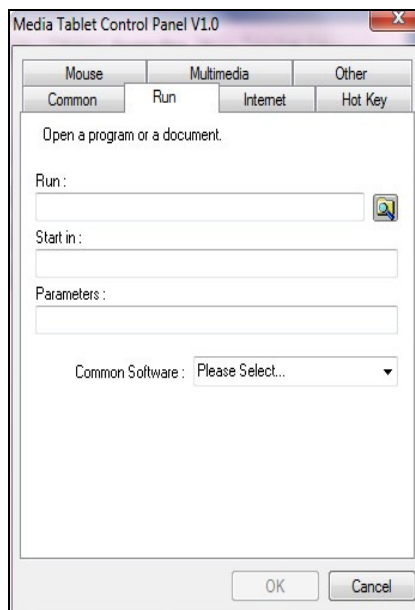 Media Tablet Control Panel V1.0
X
Mouse Multimedia Other
Common Run Internet Hot Key
Open a program or a document.
Run :
Start in :
Parameters :
Common Software : Please Select...
OK Cancel